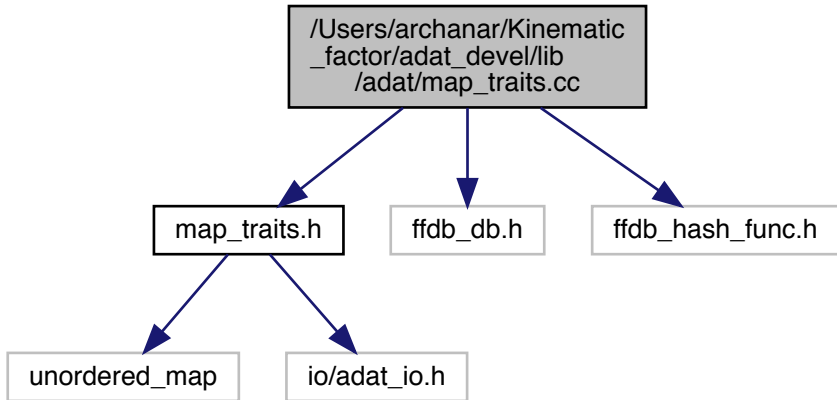 /Users/archanar/Kinematic
_factor/adat_devel/lib
/adat/map_traits.cc
map_traits.h
ffdb_db.h
ffdb_hash_func.h
unordered_map
io/adat_io.h